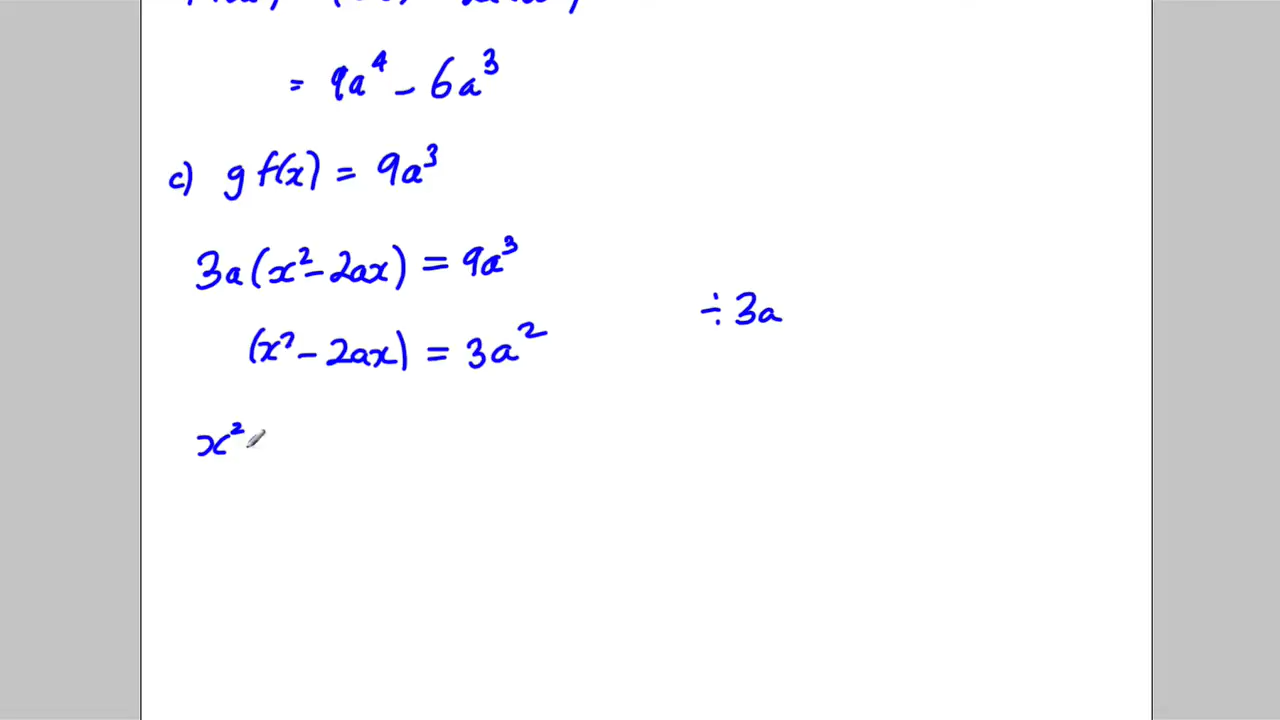 = 9a⁴ - 6a³
c) gf(x) = 9a³
3a(x² - 2ax) = 9a³
÷ 3a
(x² - 2ax) = 3a²
x²